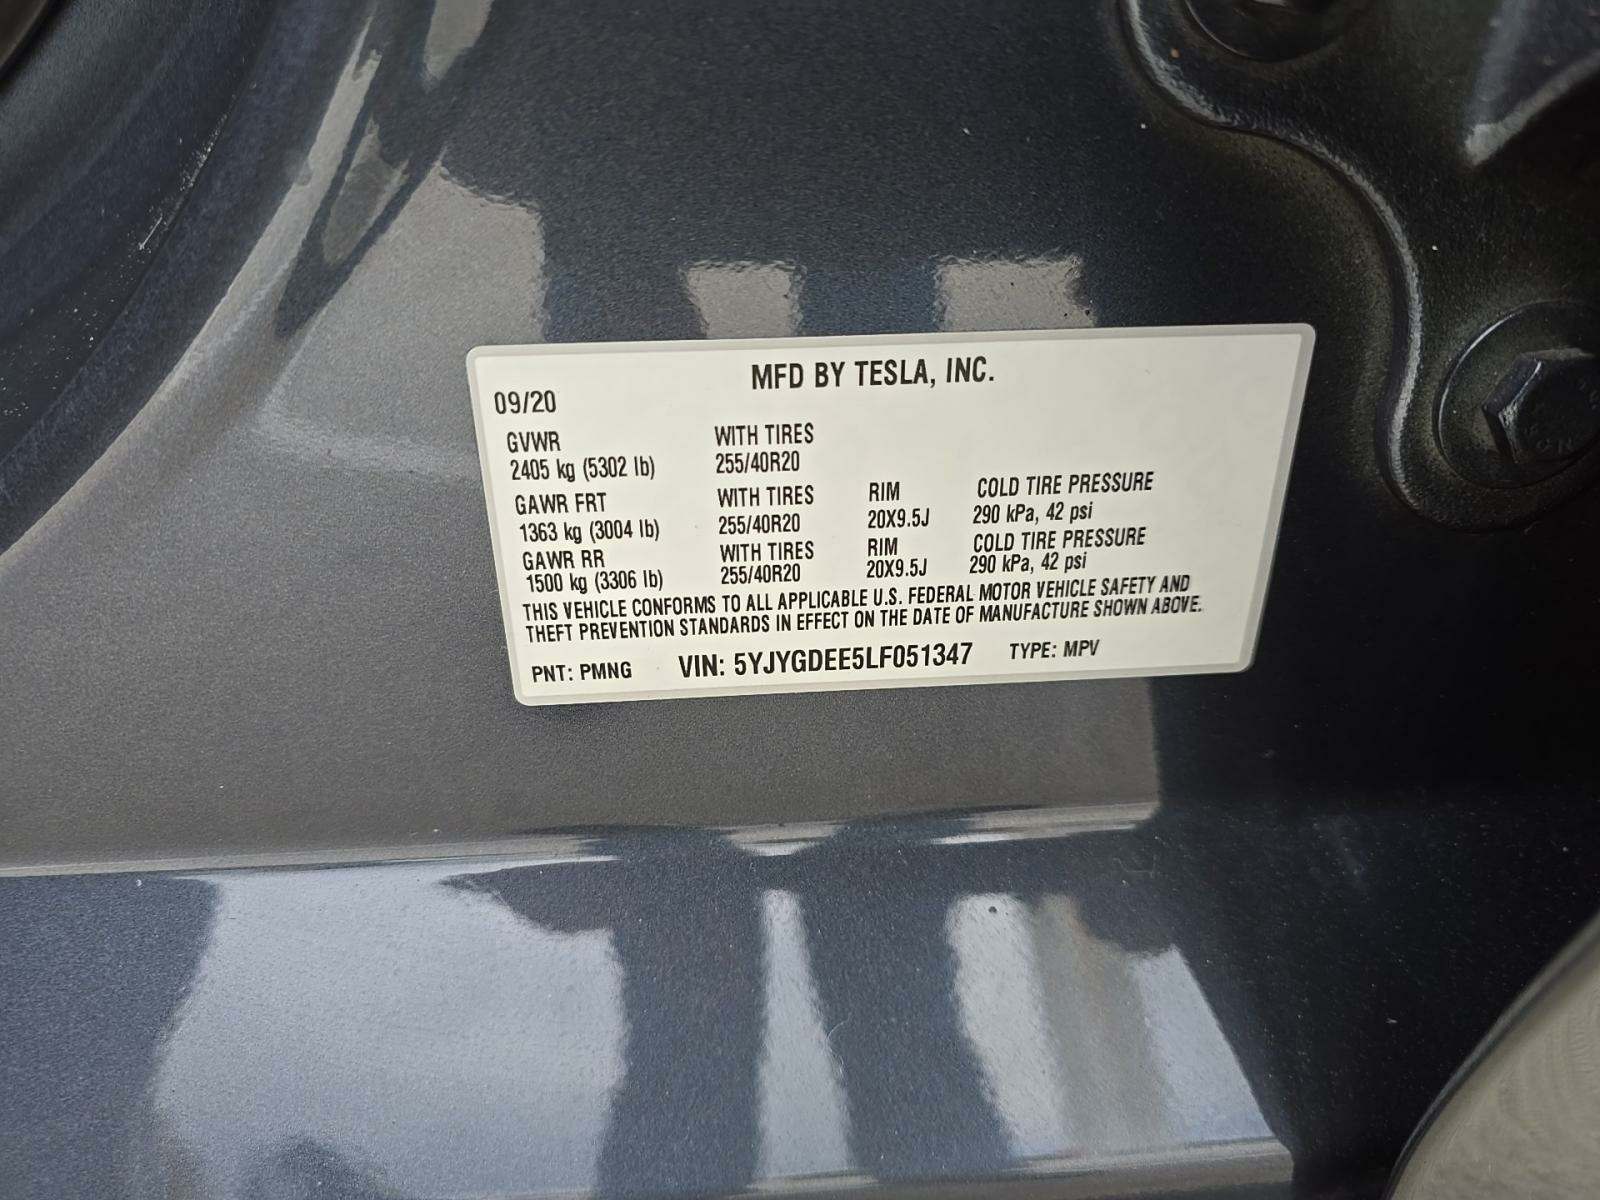 MFD BY TESLA, INC.
09/20
GVWR WITH TIRES
2405 kg (5302 lb) 255/40R20
GAWR FRT WITH TIRES RIM COLD TIRE PRESSURE
1363 kg (3004 lb) 255/40R20 20X9.5J 290 kPa, 42 psi
GAWR RR WITH TIRES RIM COLD TIRE PRESSURE
1500 kg (3306 lb) 255/40R20 20X9.5J 290 kPa, 42 psi
THIS VEHICLE CONFORMS TO ALL APPLICABLE U.S. FEDERAL MOTOR VEHICLE SAFETY AND
THEFT PREVENTION STANDARDS IN EFFECT ON THE DATE OF MANUFACTURE SHOWN ABOVE.
PNT: PMNG VIN: 5YJYGDEE5LF051347 TYPE: MPV